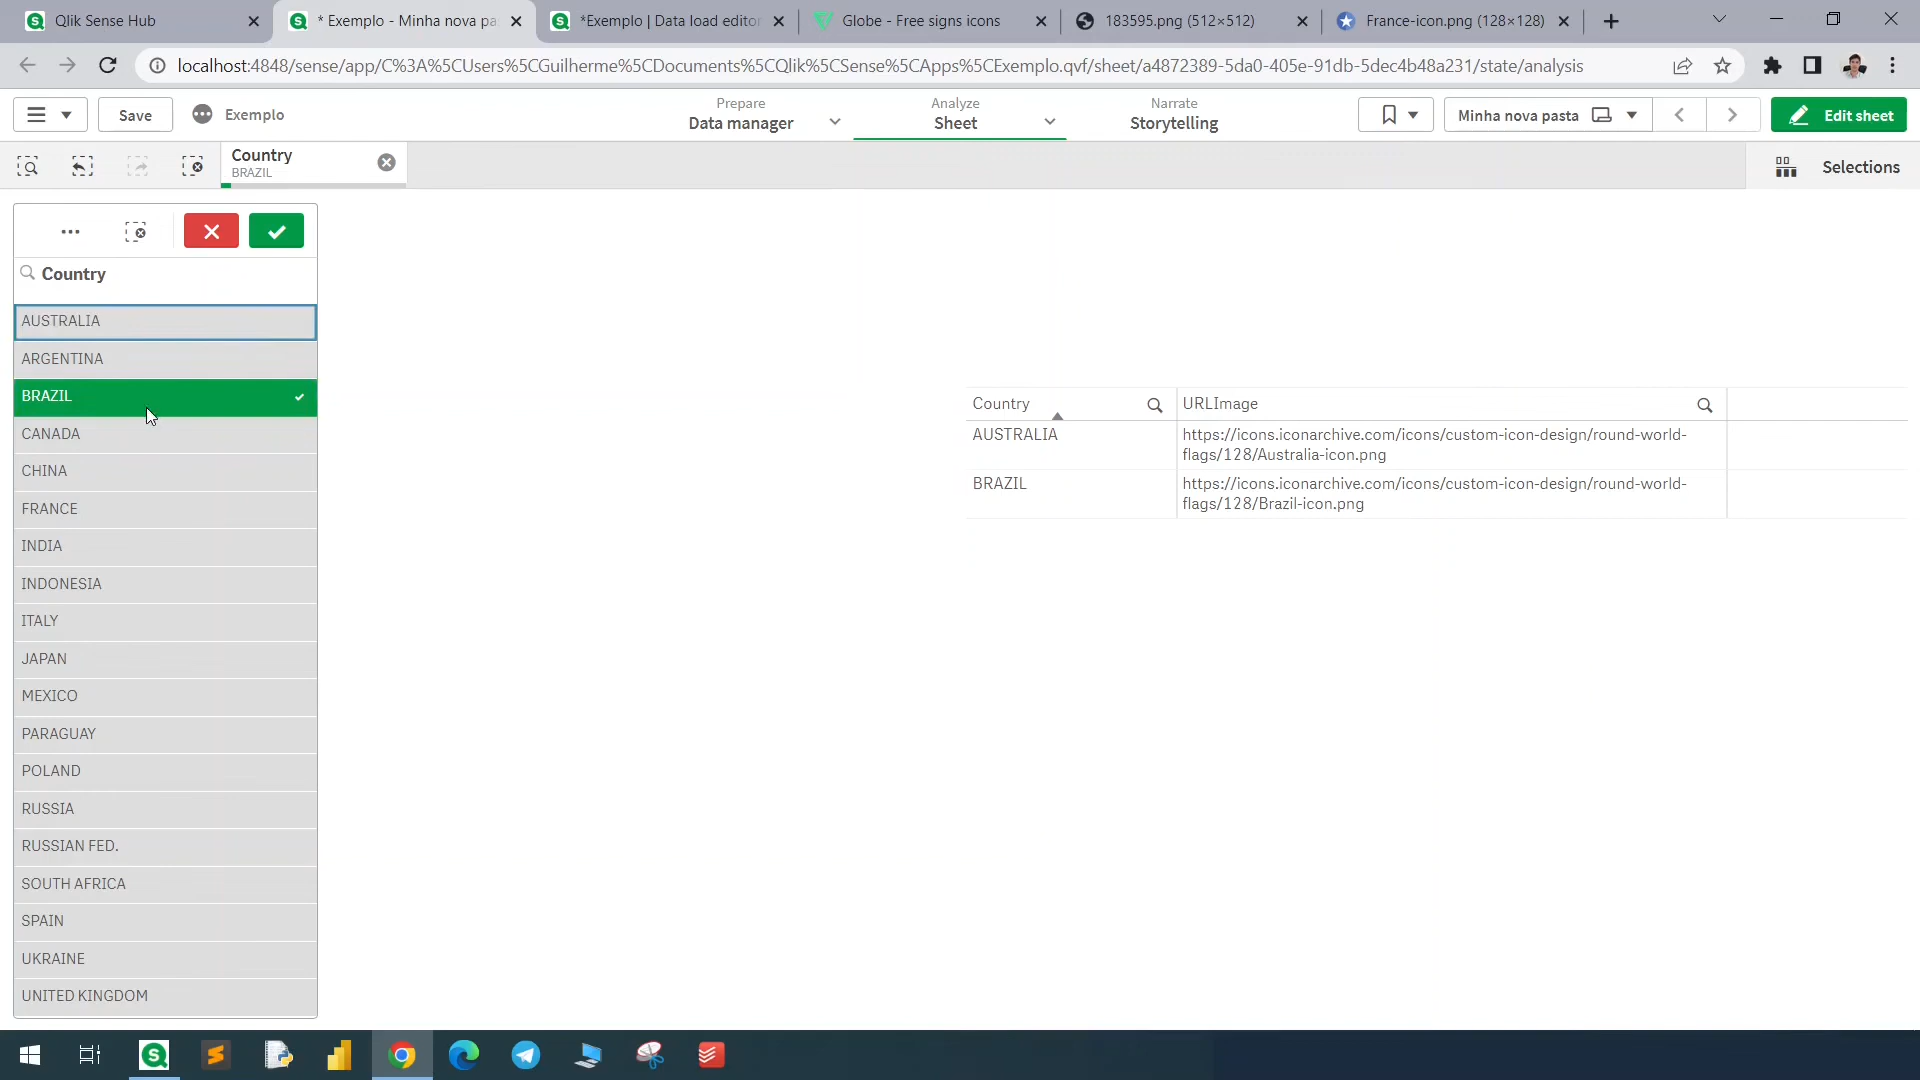 Qlik Sense Hub
* Exemplo - Minha nova pa
*Exemplo | Data load editor
Globe - Free signs icons
183595.png (512×512)
France-icon.png (128×128)
localhost:4848/sense/app/C%3A%5CUsers%5CGuilherme%5CDocuments%5CQlik%5CSense%5CApps%5CExemplo.qvf/sheet/a4872389-5da0-405e-91db-5dec4b48a231/state/analysis
Save
Exemplo
Prepare
Data manager
Analyze
Sheet
Narrate
Storytelling
Minha nova pasta
Edit sheet
Country
BRAZIL
Selections
Country
AUSTRALIA
ARGENTINA
BRAZIL
CANADA
CHINA
FRANCE
INDIA
INDONESIA
ITALY
JAPAN
MEXICO
PARAGUAY
POLAND
RUSSIA
RUSSIAN FED.
SOUTH AFRICA
SPAIN
UKRAINE
UNITED KINGDOM
Country URLImage
AUSTRALIA https://icons.iconarchive.com/icons/custom-icon-design/round-world-
flags/128/Australia-icon.png
BRAZIL https://icons.iconarchive.com/icons/custom-icon-design/round-world-
flags/128/Brazil-icon.png